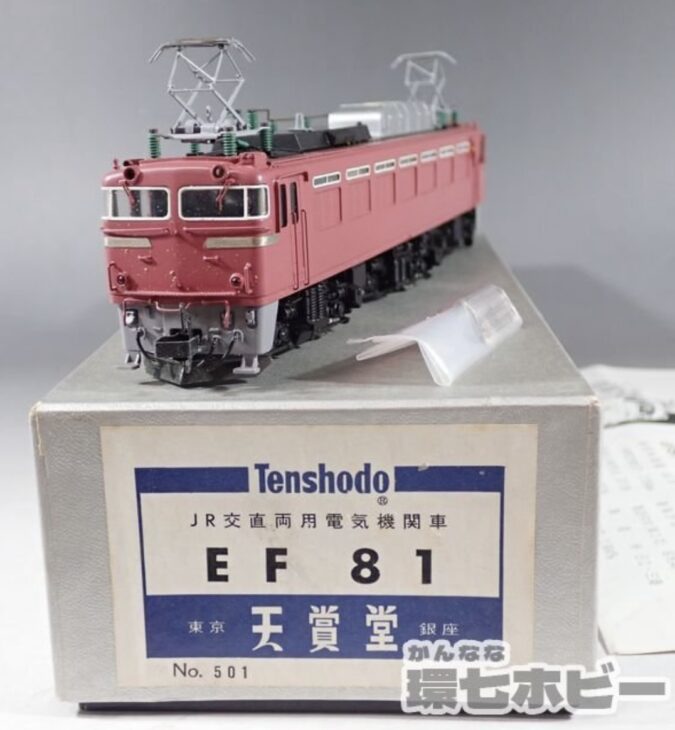 Tenshodo®
JR交直両用電気機関車
EF 81
東京 天賞堂 銀座
No. 501
かんなな
環七ホビー